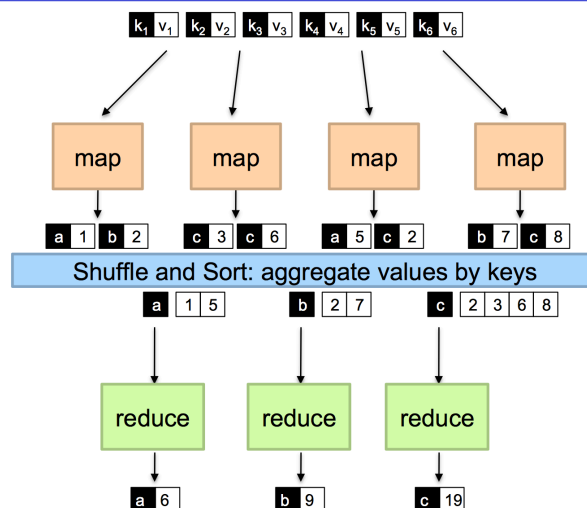 k₁ v₁ k₂ v₂ k₃ v₃ k₄ v₄ k₅ v₅ k₆ v₆
map map map map
a 1 b 2 c 3 c 6 a 5 c 2 b 7 c 8
Shuffle and Sort: aggregate values by keys
a 1 5 b 2 7 c 2 3 6 8
reduce reduce reduce
a 6 b 9 c 19